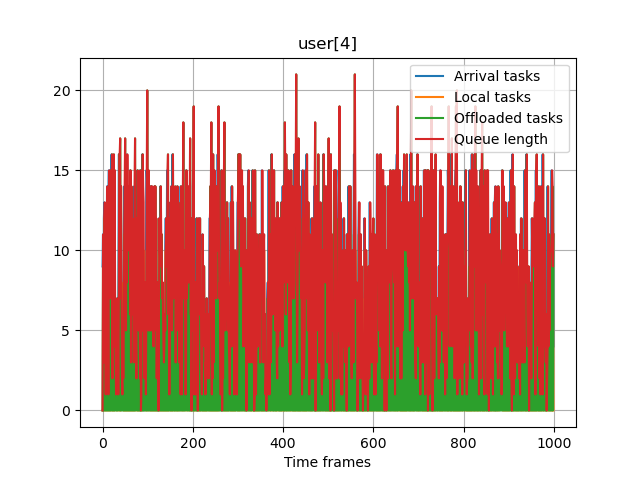 user[4]
Arrival tasks
Local tasks
Offloaded tasks
Queue length
20
15
10
5
0
0 200 400 600 800 1000
Time frames